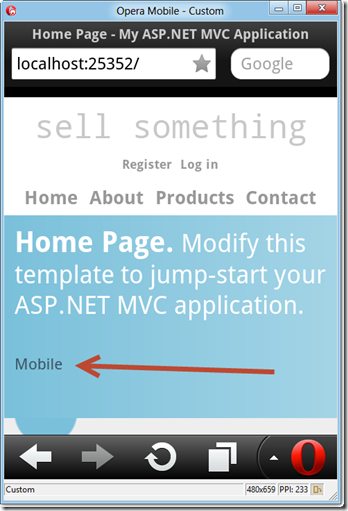 Opera Mobile - Custom
Home Page - My ASP.NET MVC Application
localhost:25352/ Google
sell something
Register Log in
Home About Products Contact
Home Page. Modify this
template to jump-start your
ASP.NET MVC application.
Mobile
Custom 480x659 PPI: 233